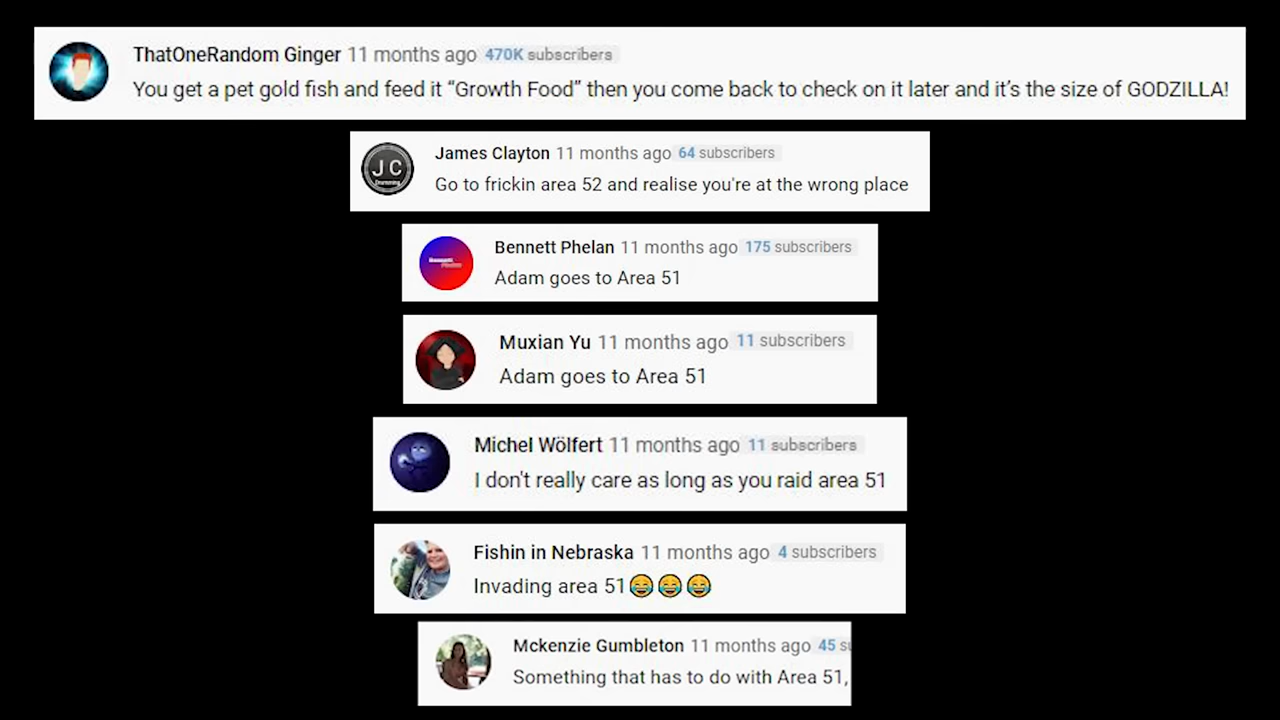 ThatOneRandom Ginger 11 months ago 470K subscribers
You get a pet gold fish and feed it “Growth Food” then you come back to check on it later and it’s the size of GODZILLA!
James Clayton 11 months ago 64 subscribers
JC
Go to frickin area 52 and realise you're at the wrong place
Bennett Phelan 11 months ago 175 subscribers
Adam goes to Area 51
Muxian Yu 11 months ago 11 subscribers
Adam goes to Area 51
Michel Wölfert 11 months ago 11 subscribers
I don't really care as long as you raid area 51
Fishin in Nebraska 11 months ago 4 subscribers
Invading area 51😂😂😂
Mckenzie Gumbleton 11 months ago 45 su
Something that has to do with Area 51,